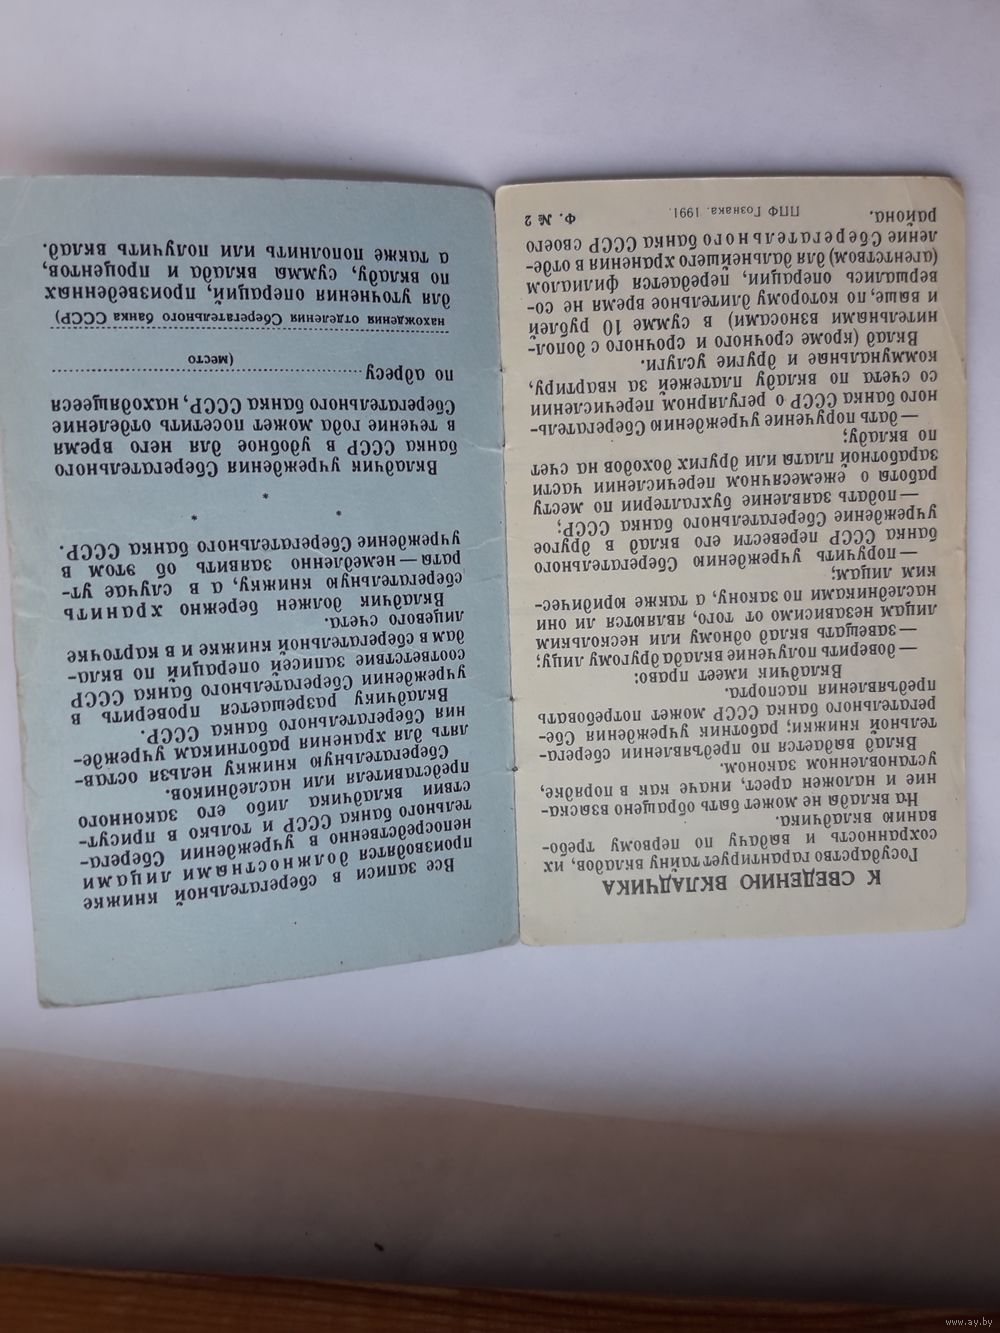 К СВЕДЕНИЮ ВКЛАДЧИКА
Государство гарантирует тайну вкладов, их
сохранность и выдачу по первому требо-
ванию вкладчика.
На вклады не может быть обращено взыска-
ние и наложен арест, иначе как в порядке,
установленном законом.
Вклад выдается по предъявлении сберега-
тельной книжки; работник учреждения Сбе-
регательного банка СССР может потребовать
предъявления паспорта.
Вкладчик имеет право:
— доверить получение вклада другому лицу;
— завещать вклад одному или нескольким
лицам независимо от того, являются ли они
наследниками по закону, а также юридичес-
ким лицам;
— поручить учреждению Сберегательного
банка СССР перевести его вклад в другое
учреждение Сберегательного банка СССР;
— подать заявление бухгалтерии по месту
работы о ежемесячном перечислении части
заработной платы или других доходов на счет
по вкладу;
— дать поручение учреждению Сберегатель-
ного банка СССР о регулярном перечислении
со счета по вкладу платежей за квартиру,
коммунальные и другие услуги.
Вклад (кроме срочного и срочного с допол-
нительными взносами) в сумме 10 рублей
и выше, по которому длительное время не со-
вершались операции, передается филиалом
(агентством) для дальнейшего хранения в отде-
ление Сберегательного банка СССР своего
района.
ППФ Гознака. 1991. Ф. № 2
Все записи в сберегательной книжке
производятся должностными лицами
непосредственно в учреждении Сберега-
тельного банка СССР и только в присут-
ствии вкладчика либо его законного
представителя или наследников.
Сберегательную книжку нельзя остав-
лять для хранения работникам учрежде-
ния Сберегательного банка СССР.
Вкладчику разрешается проверить в
учреждении Сберегательного банка СССР
соответствие записей операций по вкла-
дам в сберегательной книжке и в карточке
лицевого счета.
Вкладчик должен бережно хранить
сберегательную книжку, а в случае ут-
раты — немедленно заявить об этом в
учреждение Сберегательного банка СССР.
* * *
Вкладчик учреждения Сберегательного
банка СССР в удобное для него время
в течение года может посетить отделение
Сберегательного банка СССР, находящееся
по адресу
(место
нахождения отделения Сберегательного банка СССР)
для уточнения операций, произведенных
по вкладу, суммы вклада и процентов,
а также пополнить или получить вклад.
www.ay.by